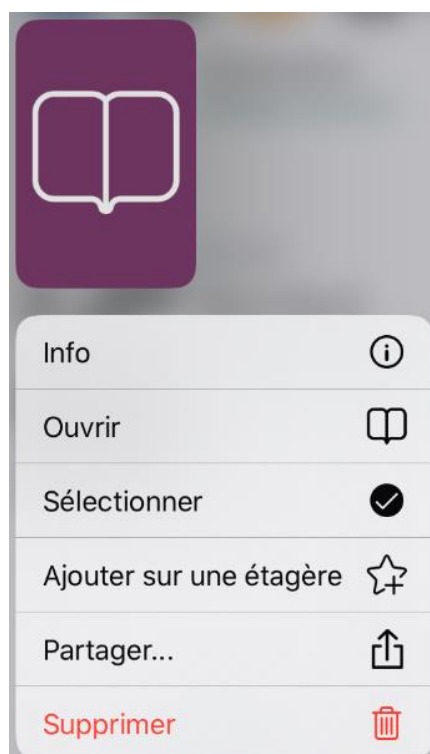 Info
Ouvrir
Sélectionner
Ajouter sur une étagère
Partager...
Supprimer